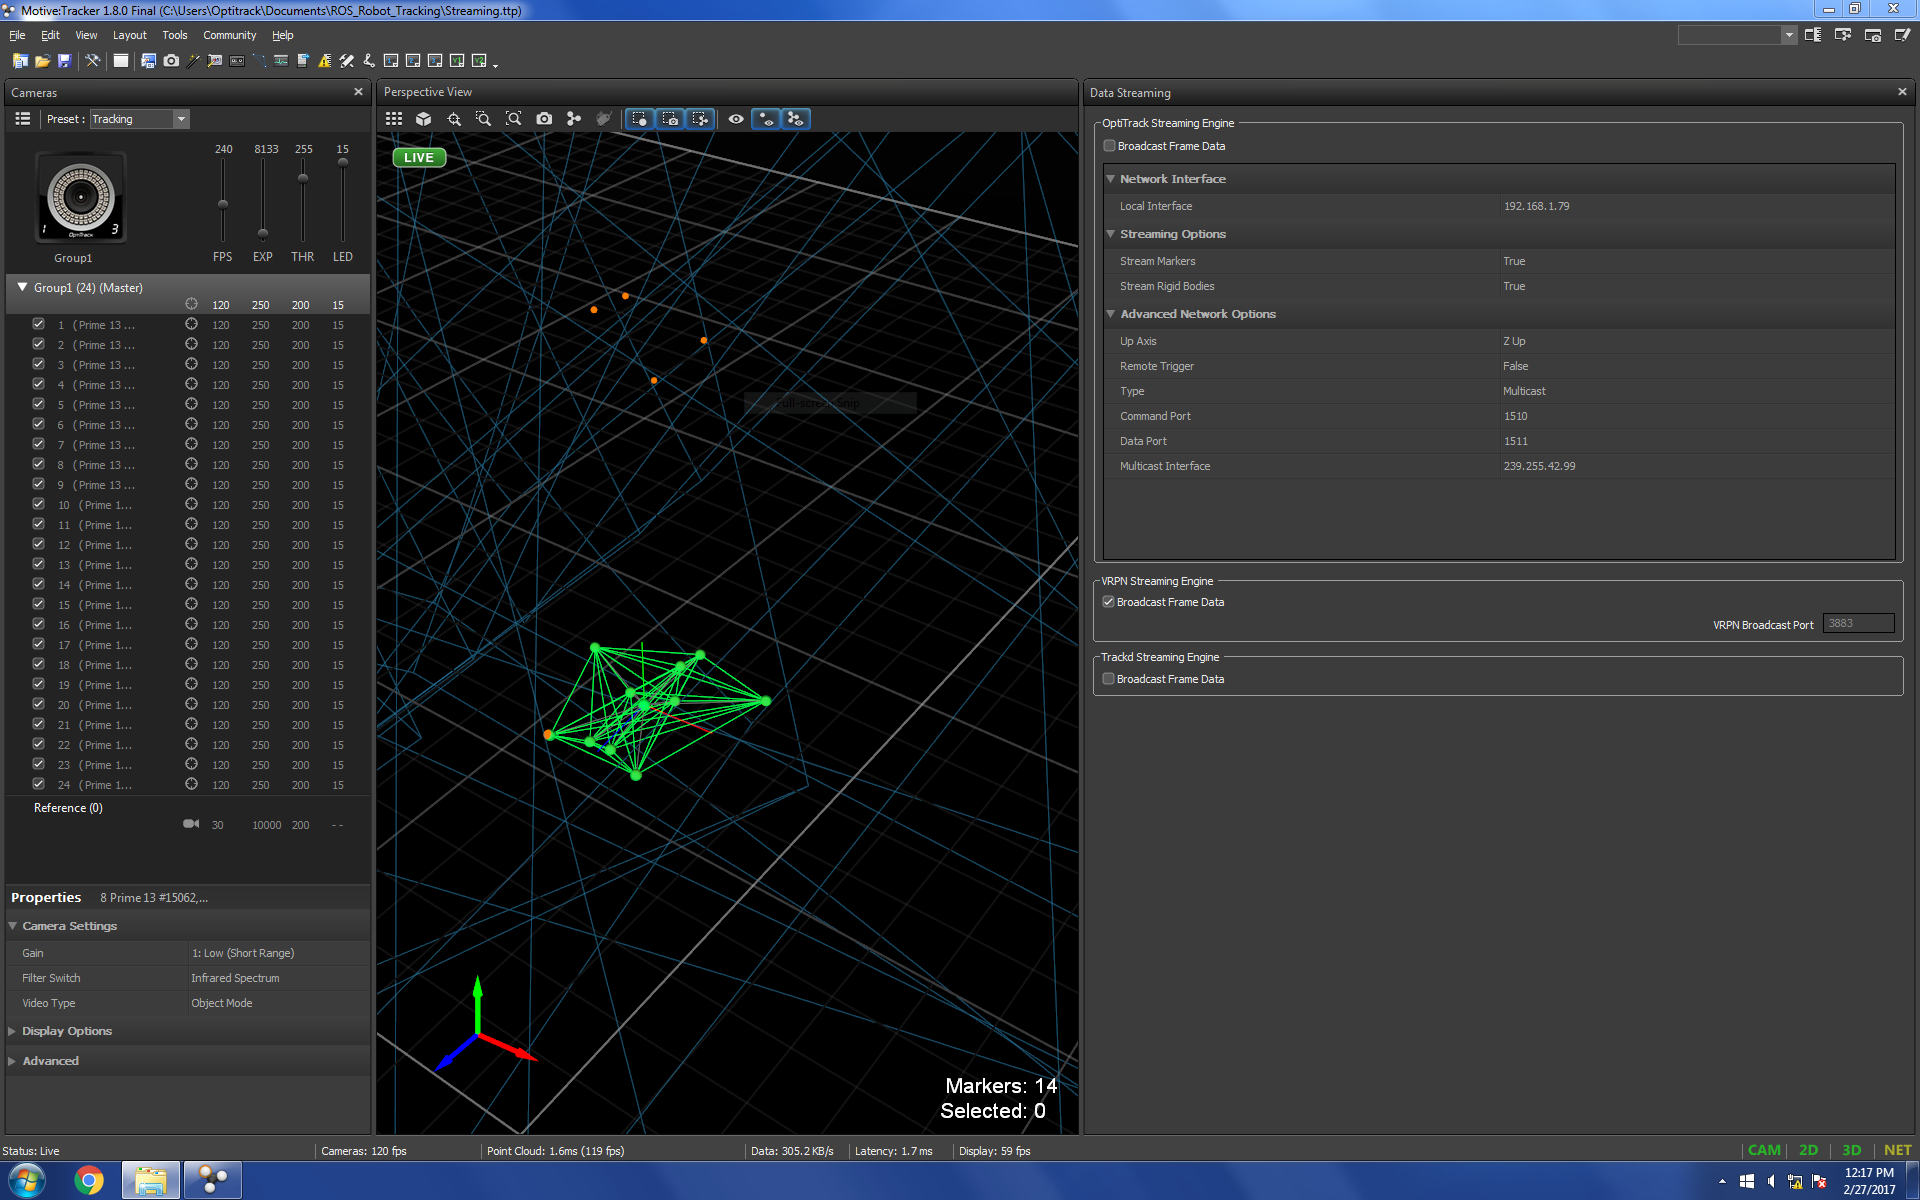 Motive:Tracker 1.8.0 Final (C:\Users\Optitrack\Documents\ROS_Robot_Tracking\Streaming.ttp)
File Edit View Layout Tools Community Help
Cameras
Preset : Tracking
240 8133 255 15
1 OptiTrack 3
Group1
FPS EXP THR LED
Group1 (24) (Master)
120 250 200 15
1 (Prime 13 ... 120 250 200 15
2 (Prime 13 ... 120 250 200 15
3 (Prime 13 ... 120 250 200 15
4 (Prime 13 ... 120 250 200 15
5 (Prime 13 ... 120 250 200 15
6 (Prime 13 ... 120 250 200 15
7 (Prime 13 ... 120 250 200 15
8 (Prime 13 ... 120 250 200 15
9 (Prime 13 ... 120 250 200 15
10 (Prime 1... 120 250 200 15
11 (Prime 1... 120 250 200 15
12 (Prime 1... 120 250 200 15
13 (Prime 1... 120 250 200 15
14 (Prime 1... 120 250 200 15
15 (Prime 1... 120 250 200 15
16 (Prime 1... 120 250 200 15
17 (Prime 1... 120 250 200 15
18 (Prime 1... 120 250 200 15
19 (Prime 1... 120 250 200 15
20 (Prime 1... 120 250 200 15
21 (Prime 1... 120 250 200 15
22 (Prime 1... 120 250 200 15
23 (Prime 1... 120 250 200 15
24 (Prime 1... 120 250 200 15
Reference (0)
30 10000 200 - -
Properties 8 Prime 13 #15062,...
Camera Settings
Gain 1: Low (Short Range)
Filter Switch Infrared Spectrum
Video Type Object Mode
Display Options
Advanced
Perspective View
LIVE
Full-screen Snip
Markers: 14
Selected: 0
Data Streaming
OptiTrack Streaming Engine
Broadcast Frame Data
Network Interface
Local Interface 192.168.1.79
Streaming Options
Stream Markers True
Stream Rigid Bodies True
Advanced Network Options
Up Axis Z Up
Remote Trigger False
Type Multicast
Command Port 1510
Data Port 1511
Multicast Interface 239.255.42.99
VRPN Streaming Engine
Broadcast Frame Data
VRPN Broadcast Port 3883
Trackd Streaming Engine
Broadcast Frame Data
Status: Live Cameras: 120 fps Point Cloud: 1.6ms (119 fps) Data: 305.2 KB/s Latency: 1.7 ms Display: 59 fps CAM 2D 3D NET
12:17 PM
2/27/2017